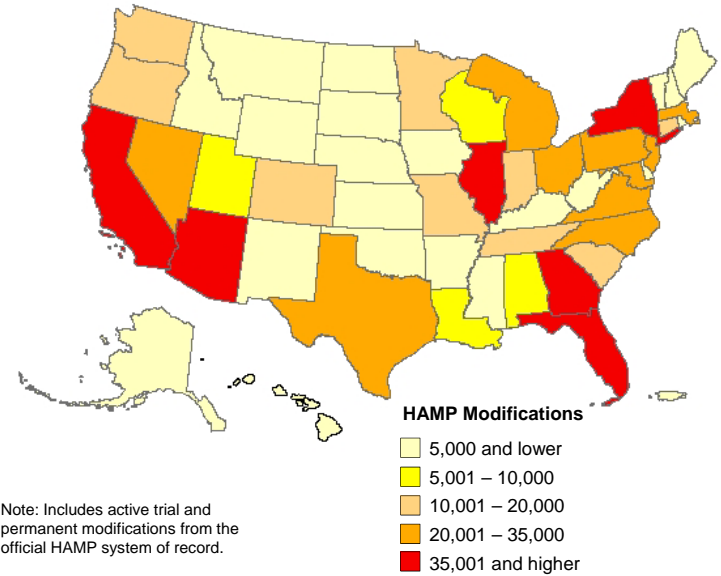 HAMP Modifications
5,000 and lower
5,001 – 10,000
10,001 – 20,000
20,001 – 35,000
35,001 and higher
Note: Includes active trial and
permanent modifications from the
official HAMP system of record.